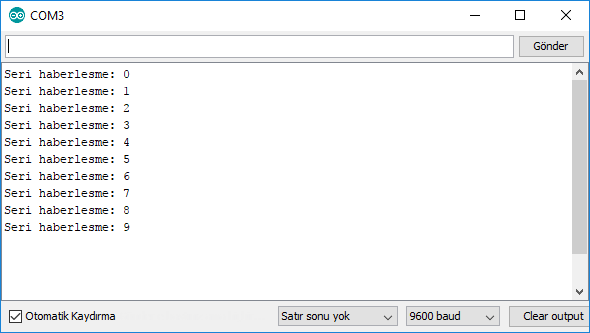 COM3
Gönder
Seri haberlesme: 0
Seri haberlesme: 1
Seri haberlesme: 2
Seri haberlesme: 3
Seri haberlesme: 4
Seri haberlesme: 5
Seri haberlesme: 6
Seri haberlesme: 7
Seri haberlesme: 8
Seri haberlesme: 9
Otomatik Kaydırma Satır sonu yok 9600 baud Clear output